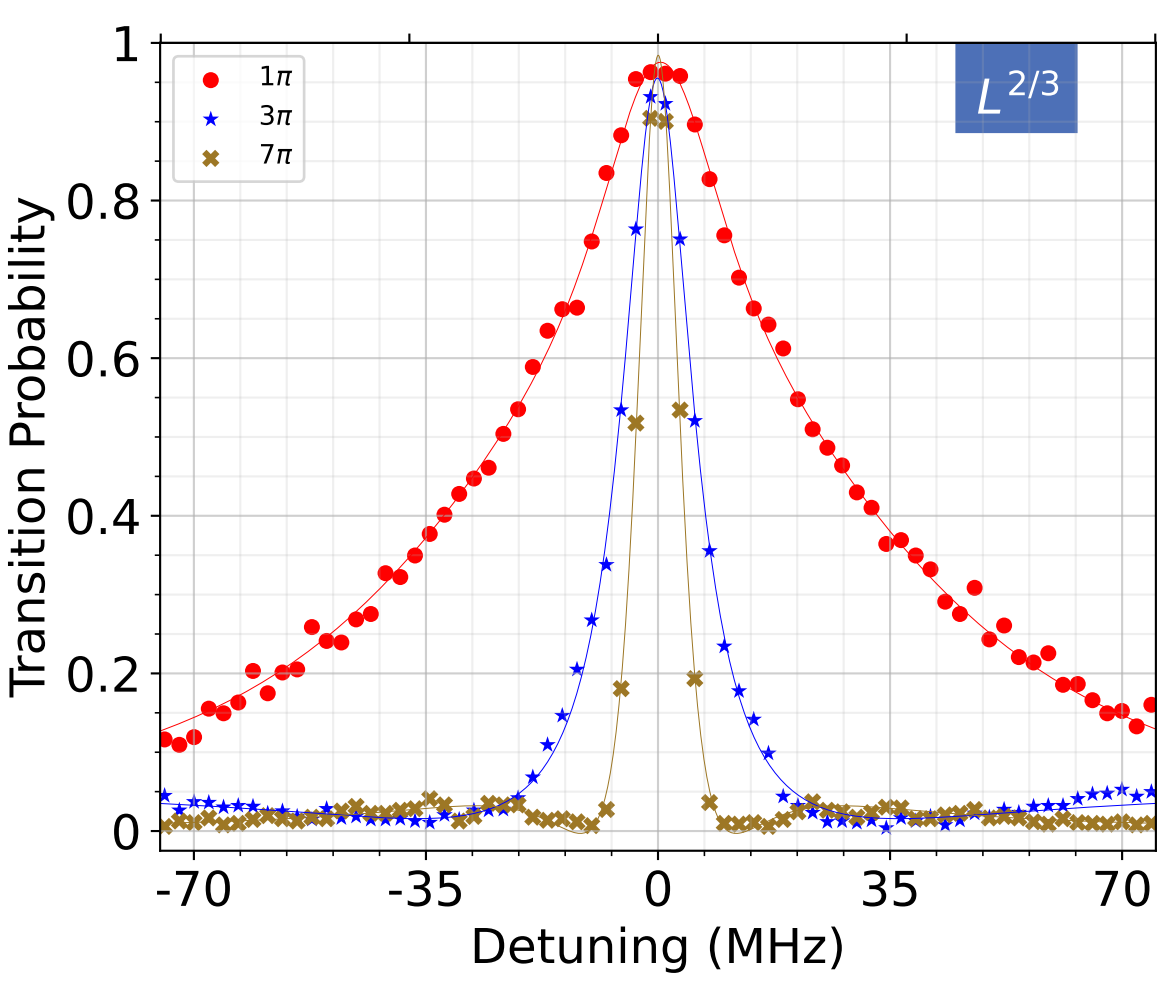 1π
3π
7π
L^{2/3}
1
0.8
0.6
0.4
0.2
0
Transition Probability
-70 -35 0 35 70
Detuning (MHz)